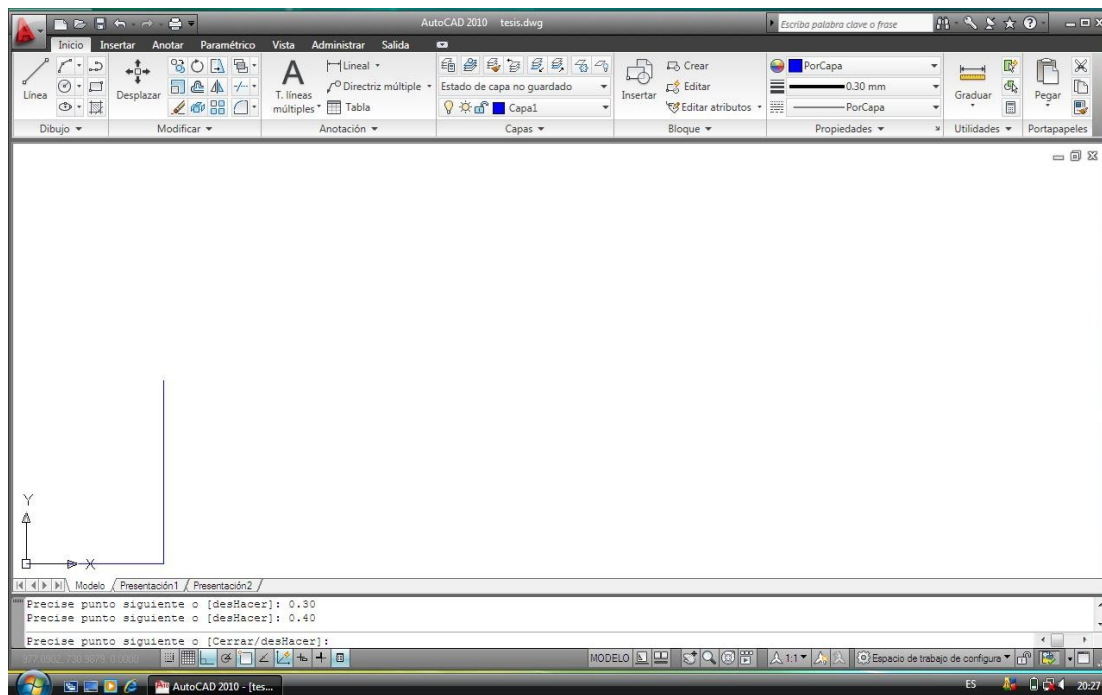 AutoCAD 2010 tesis.dwg
Escriba palabra clave o frase
Inicio Insertar Anotar Paramétrico Vista Administrar Salida
Línea
Desplazar
A
T. líneas
múltiples
Lineal
Directriz múltiple
Tabla
Estado de capa no guardado
Capa1
Insertar
Crear
Editar
Editar atributos
PorCapa
0.30 mm
PorCapa
Graduar
Pegar
Dibujo Modificar Anotación Capas Bloque Propiedades Utilidades Portapapeles
Y
X
Modelo Presentación1 Presentación2
Precise punto siguiente o [desHacer]: 0.30
Precise punto siguiente o [desHacer]: 0.40
Precise punto siguiente o [Cerrar/desHacer]:
MODELO 1:1 Espacio de trabajo de configura
AutoCAD 2010 - [tes... ES 20:27